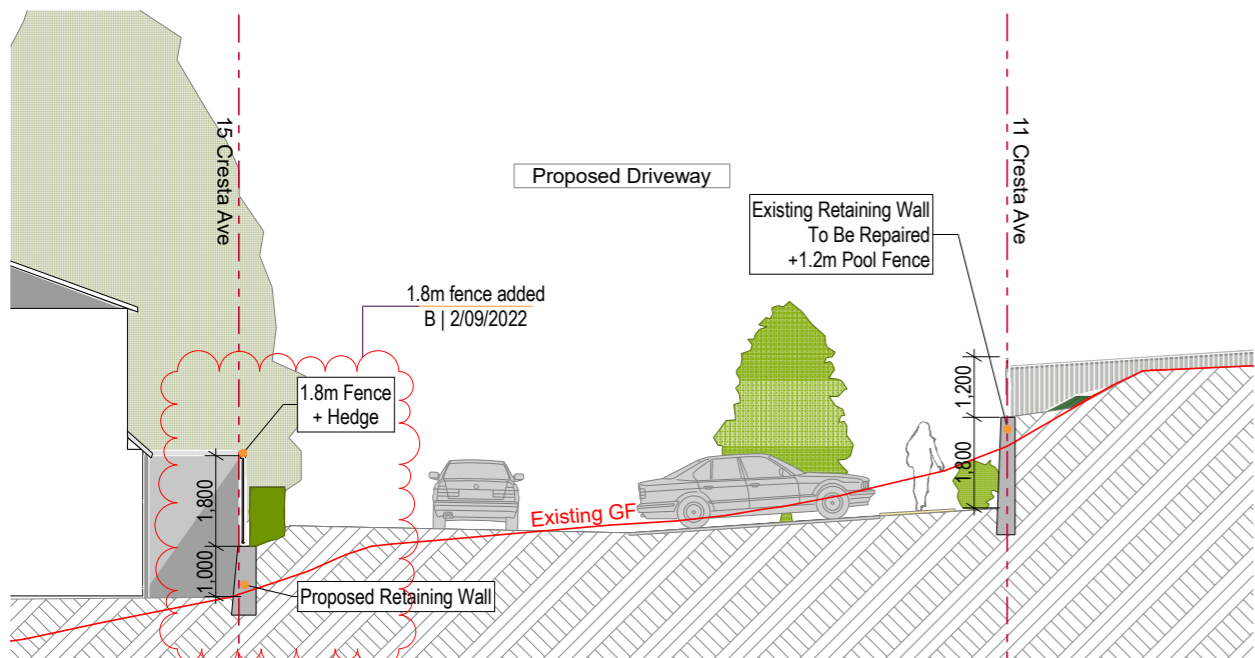 15 Cresta Ave
Proposed Driveway
11 Cresta Ave
Existing Retaining Wall
To Be Repaired
+1.2m Pool Fence
1.8m fence added
B | 2/09/2022
1.8m Fence
+ Hedge
1,200
1,800
1,800
1,000
Existing GF
Proposed Retaining Wall